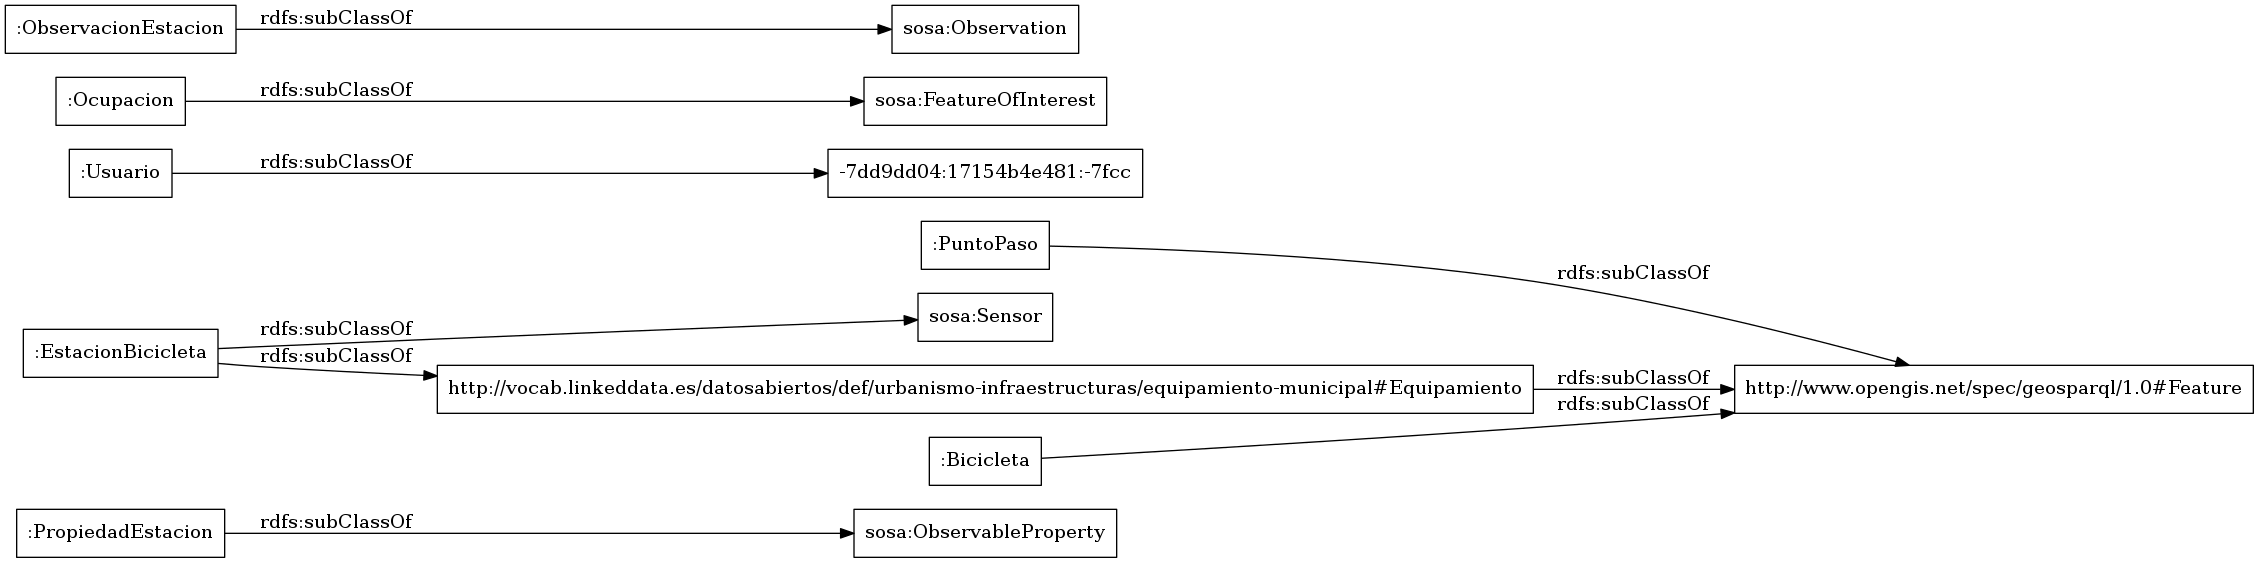 :ObservacionEstacion
rdfs:subClassOf
sosa:Observation
:Ocupacion
rdfs:subClassOf
sosa:FeatureOfInterest
:Usuario
rdfs:subClassOf
-7dd9dd04:17154b4e481:-7fcc
:PuntoPaso
rdfs:subClassOf
sosa:Sensor
rdfs:subClassOf
:EstacionBicicleta
rdfs:subClassOf
http://vocab.linkeddata.es/datosabiertos/def/urbanismo-infraestructuras/equipamiento-municipal#Equipamiento
rdfs:subClassOf
http://www.opengis.net/spec/geosparql/1.0#Feature
rdfs:subClassOf
:Bicicleta
:PropiedadEstacion
rdfs:subClassOf
sosa:ObservableProperty